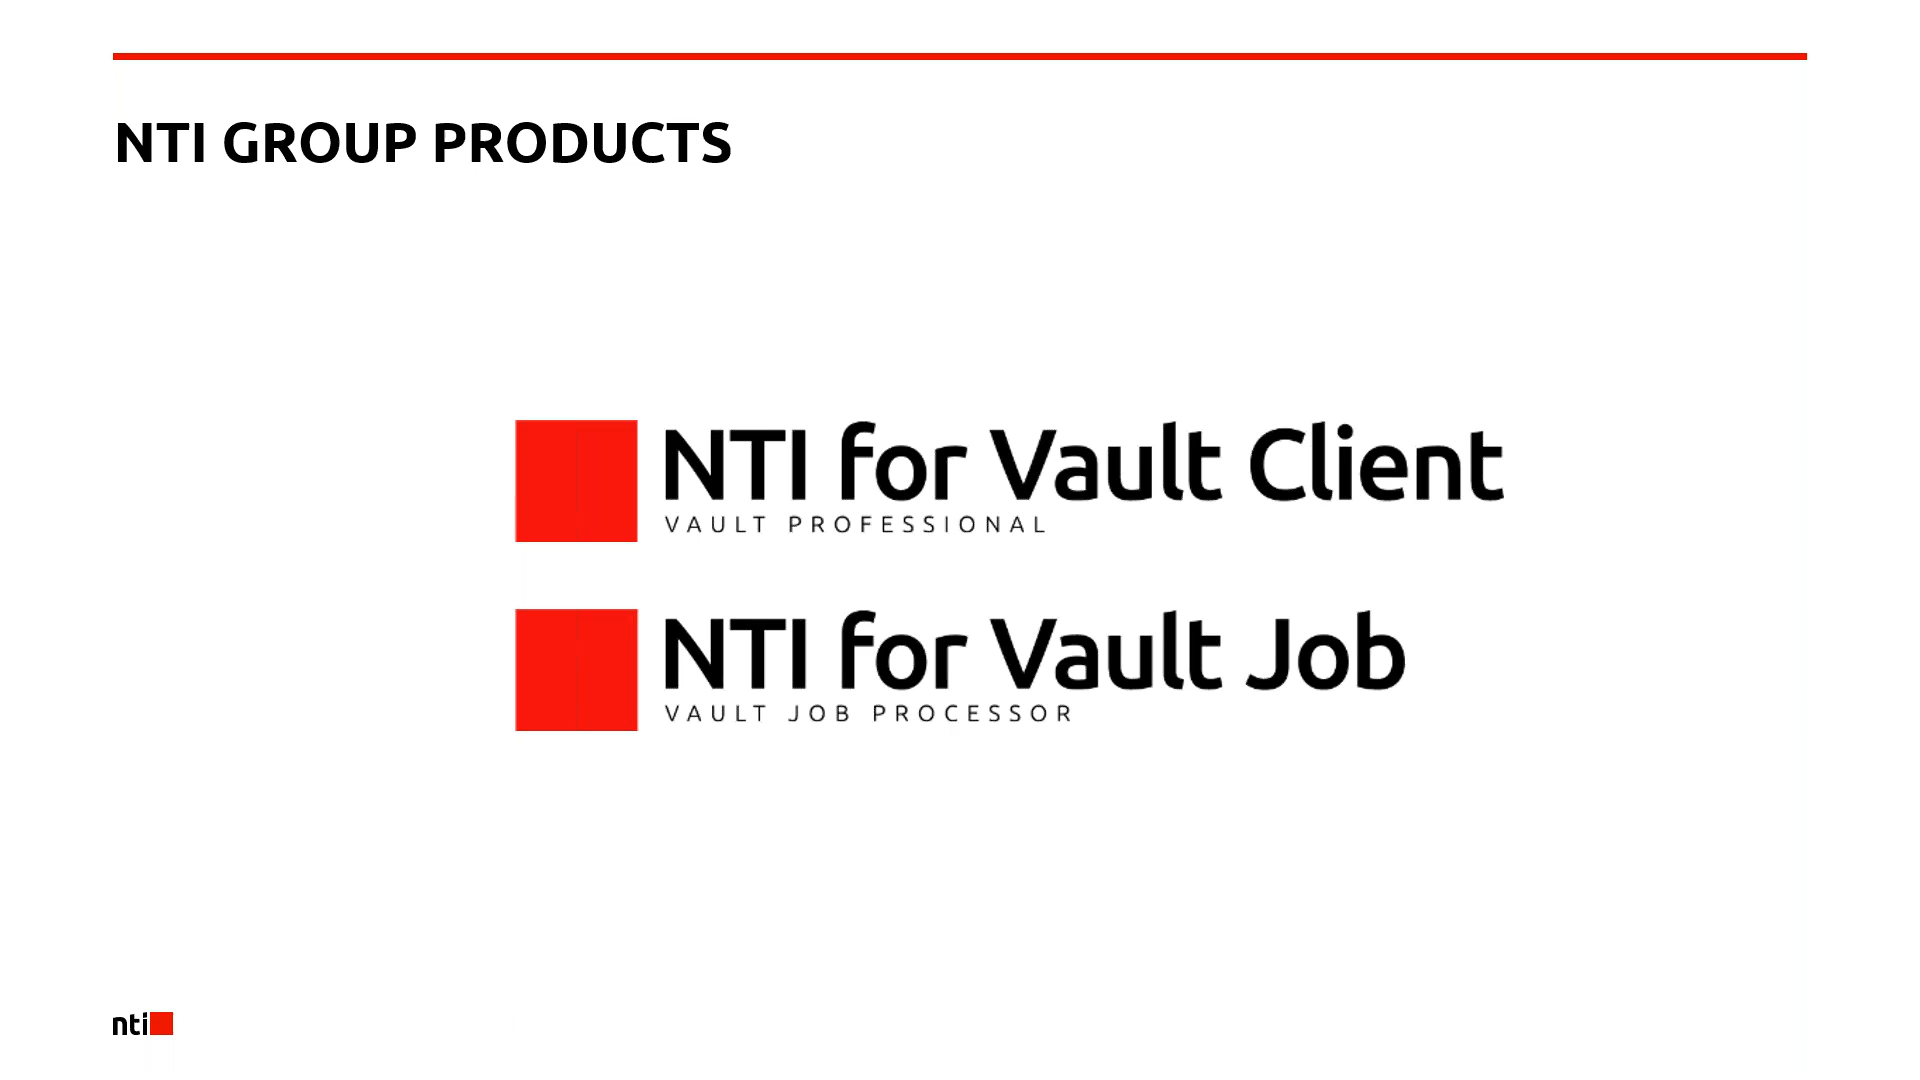 NTI GROUP PRODUCTS
NTI for Vault Client
VAULT PROFESSIONAL
NTI for Vault Job
VAULT JOB PROCESSOR
nti